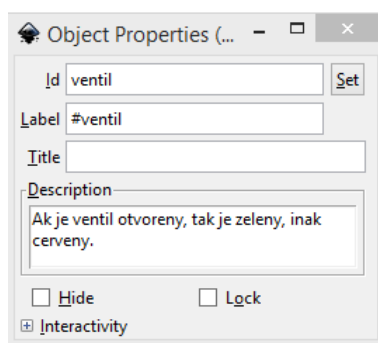 Object Properties (...
Id ventil Set
Label #ventil
Title
Description
Ak je ventil otvoreny, tak je zeleny, inak
cerveny.
Hide Lock
Interactivity